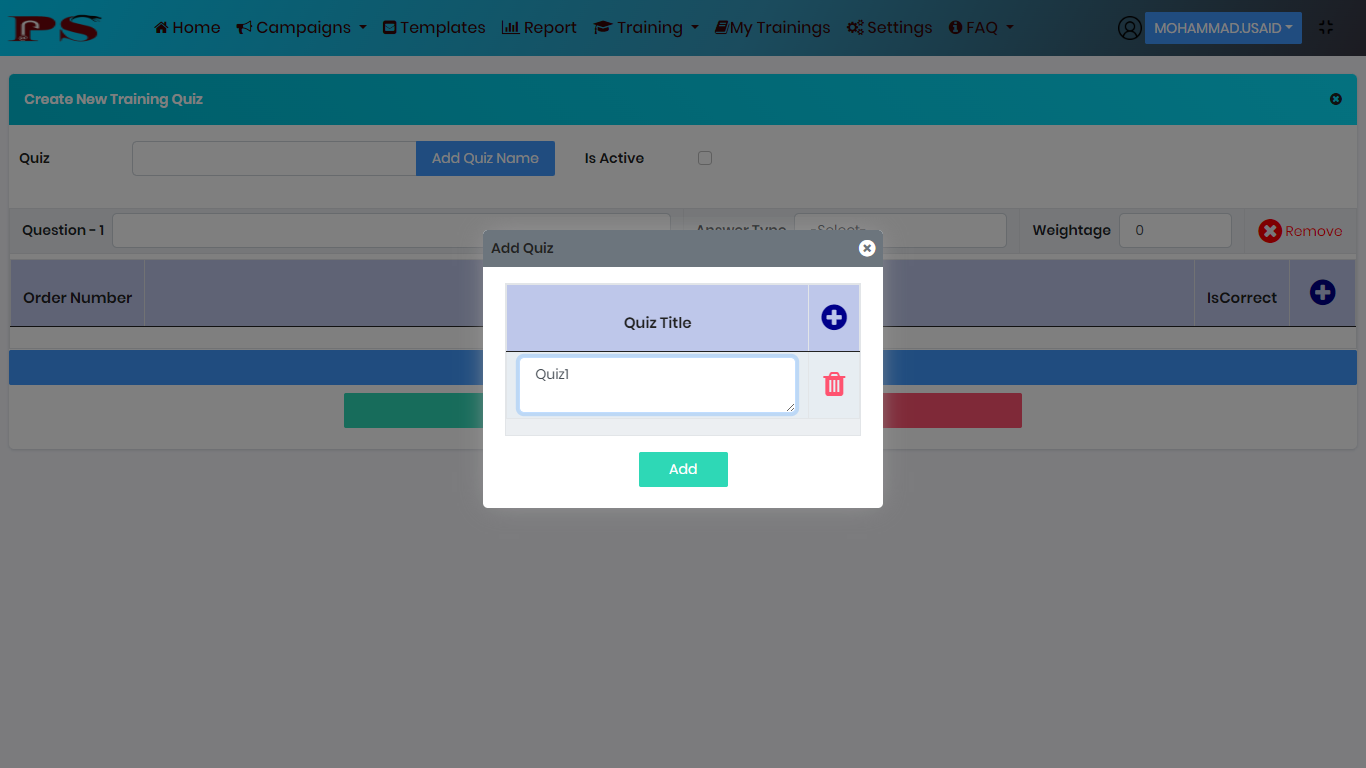 PS Home Campaigns Templates Report Training My Trainings Settings FAQ MOHAMMAD.USAID
Create New Training Quiz
Quiz Add Quiz Name Is Active
Question - 1 Answer Type -Select- Weightage 0 Remove
Add Quiz
Order Number IsCorrect
Quiz Title
Quiz1
Add